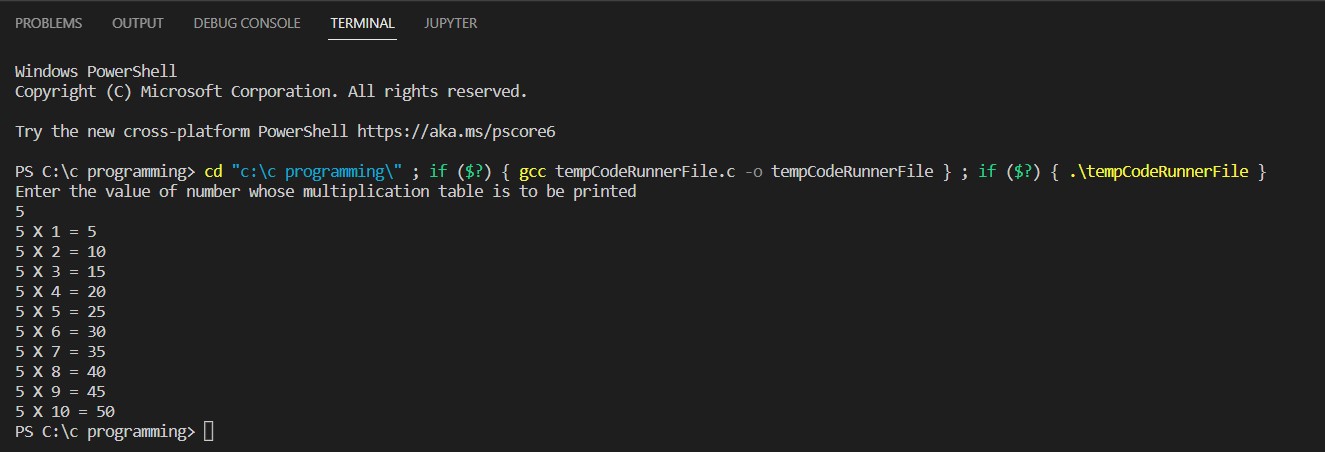 PROBLEMS OUTPUT DEBUG CONSOLE TERMINAL JUPYTER
Windows PowerShell
Copyright (C) Microsoft Corporation. All rights reserved.
Try the new cross-platform PowerShell https://aka.ms/pscore6
PS C:\c programming> cd "c:\c programming\" ; if ($?) { gcc tempCodeRunnerFile.c -o tempCodeRunnerFile } ; if ($?) { .\tempCodeRunnerFile }
Enter the value of number whose multiplication table is to be printed
5
5 X 1 = 5
5 X 2 = 10
5 X 3 = 15
5 X 4 = 20
5 X 5 = 25
5 X 6 = 30
5 X 7 = 35
5 X 8 = 40
5 X 9 = 45
5 X 10 = 50
PS C:\c programming>